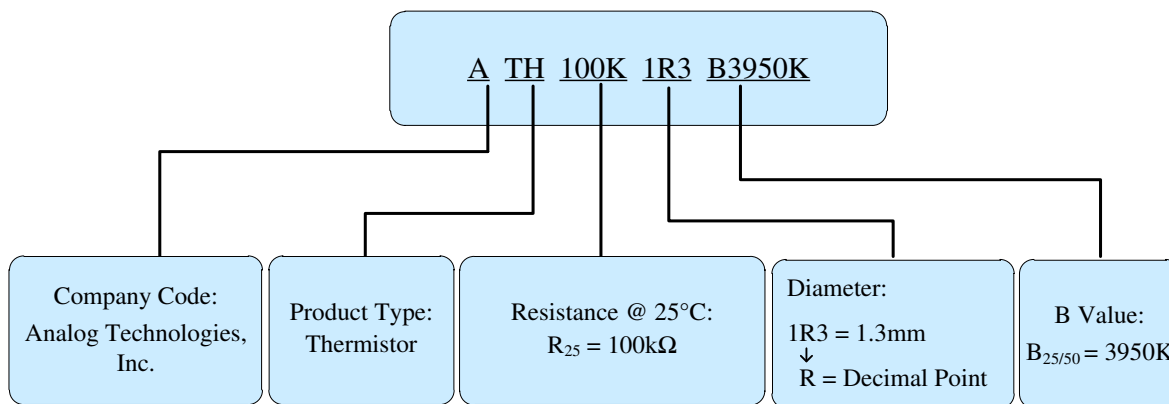 A TH 100K 1R3 B3950K
Company Code:
Analog Technologies,
Inc.
Product Type:
Thermistor
Resistance @ 25°C:
R₂₅ = 100kΩ
Diameter:
1R3 = 1.3mm
↓
R = Decimal Point
B Value:
B₂₅/₅₀ = 3950K